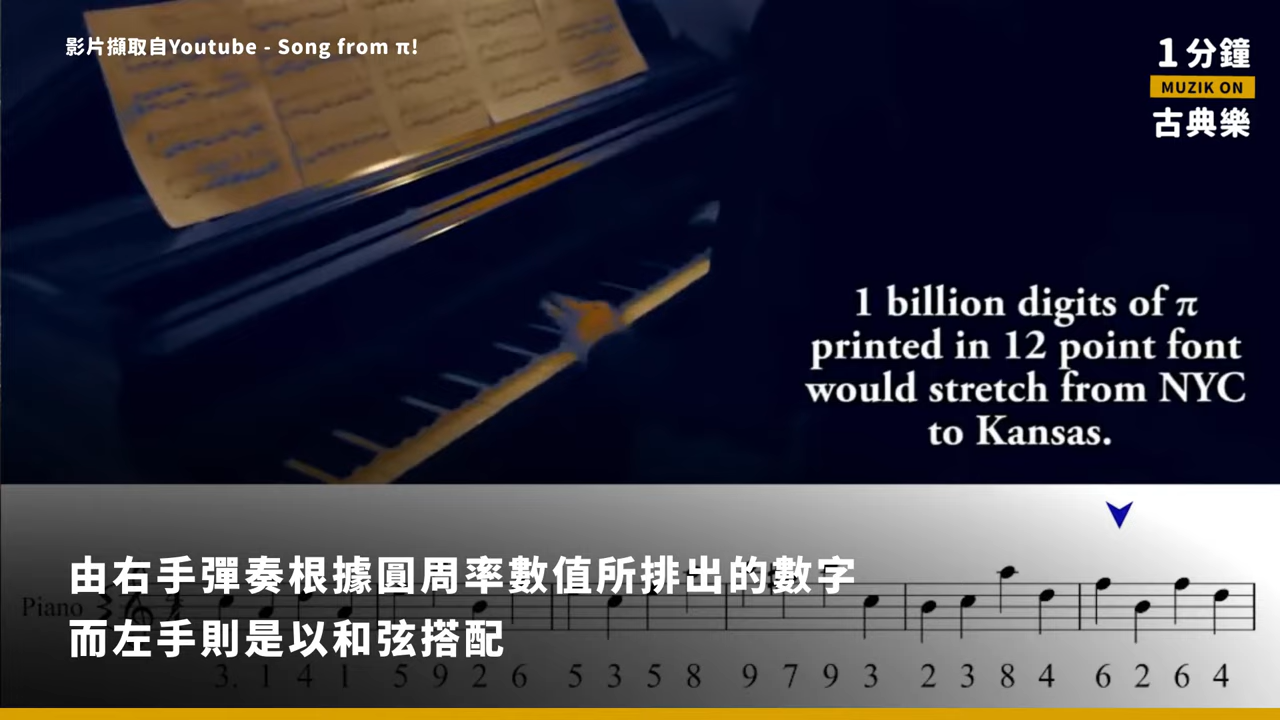 影片擷取自Youtube - Song from π!
1分鐘
MUZIK ON
古典樂
1 billion digits of π
printed in 12 point font
would stretch from NYC
to Kansas.
由右手彈奏根據圓周率數值所排出的數字
而左手則是以和弦搭配
Piano
3. 1 4 1 5 9 2 6 5 3 5 8 9 7 9 3 2 3 8 4 6 2 6 4